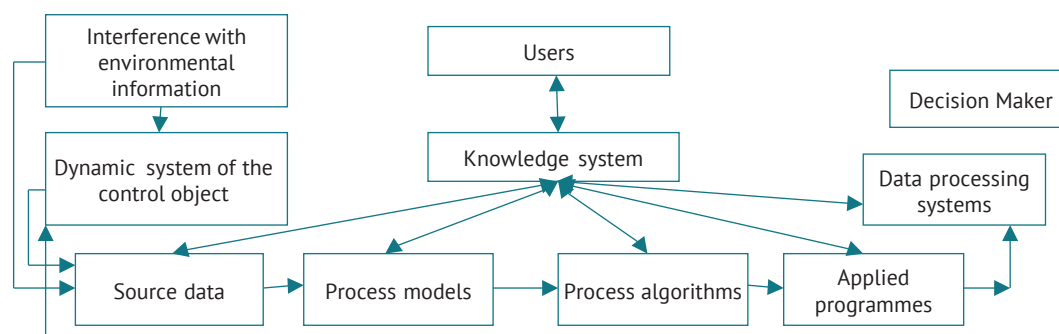 Interference with
environmental
information
Users
Decision Maker
Dynamic system of the
control object
Knowledge system
Data processing
systems
Source data
Process models
Process algorithms
Applied
programmes